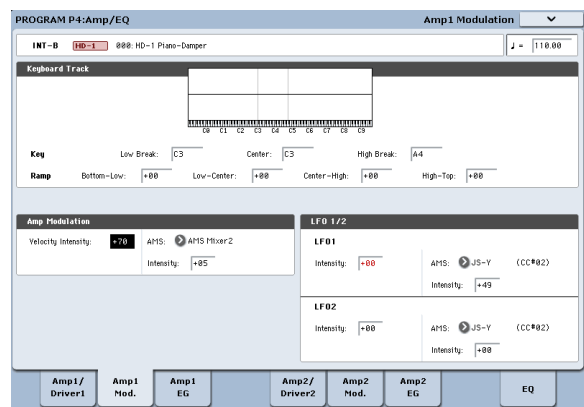 PROGRAM P4:Amp/EQ Amp1 Modulation
INT-B HD-1 000: HD-1 Piano-Damper ♩ = 110.00
Keyboard Track
C0 C1 C2 C3 C4 C5 C6 C7 C8 C9
Key Low Break: C3 Center: C3 High Break: A4
Ramp Bottom-Low: +00 Low-Center: +00 Center-High: +00 High-Top: +00
Amp Modulation
Velocity Intensity: +70 AMS: AMS Mixer2
Intensity: +05
LFO 1/2
LFO1
Intensity: +00 AMS: JS-Y (CC#02)
Intensity: +49
LFO2
Intensity: +00 AMS: JS-Y (CC#02)
Intensity: +00
Amp1/ Driver1
Amp1 Mod.
Amp1 EG
Amp2/ Driver2
Amp2 Mod.
Amp2 EG
EQ